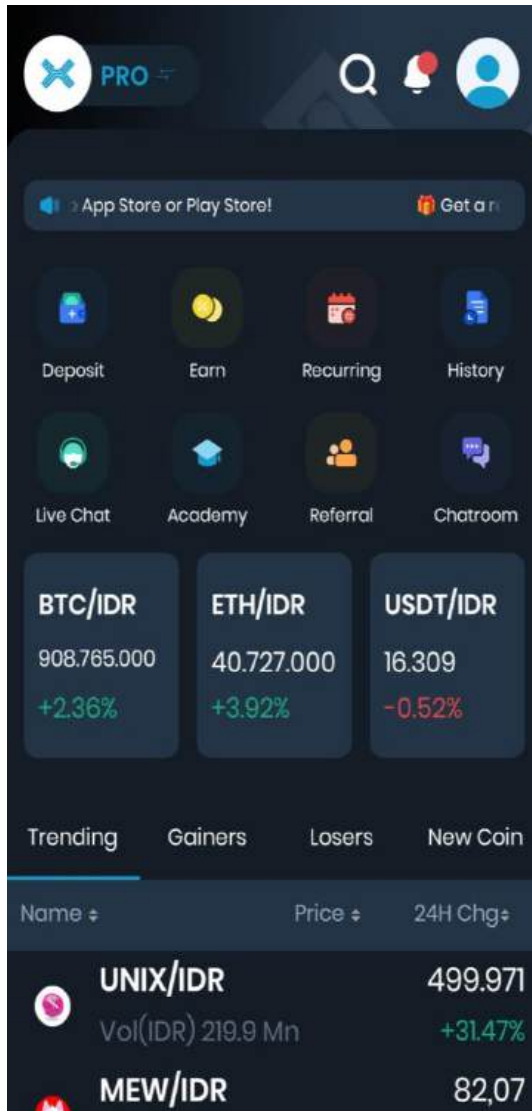 PRO
App Store or Play Store! Get a r
Deposit Earn Recurring History
Live Chat Academy Referral Chatroom
BTC/IDR ETH/IDR USDT/IDR
908.765.000 40.727.000 16.309
+2.36% +3.92% -0.52%
Trending Gainers Losers New Coin
Name Price 24H Chg
UNIX/IDR 499.971
Vol(IDR) 219.9 Mn +31.47%
MEW/IDR 82,07